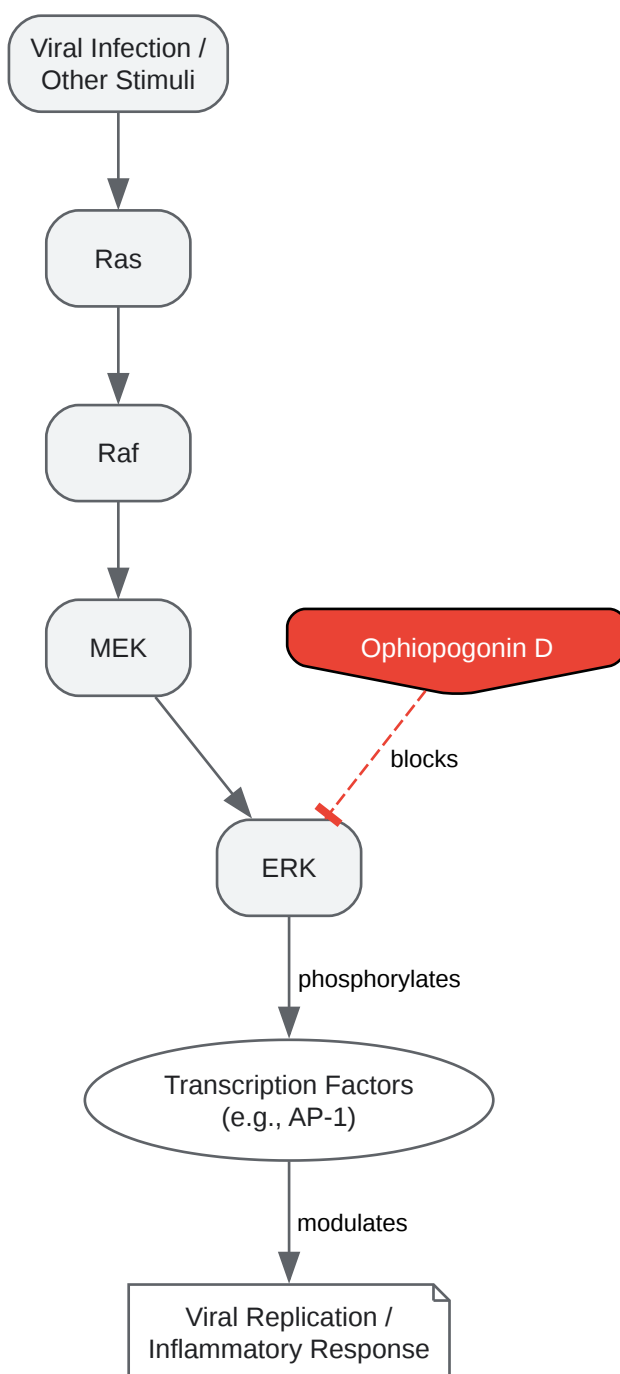 Viral Infection /
Other Stimuli
Ras
Raf
MEK
Ophiopogonin D
blocks
ERK
phosphorylates
Transcription Factors
(e.g., AP-1)
modulates
Viral Replication /
Inflammatory Response